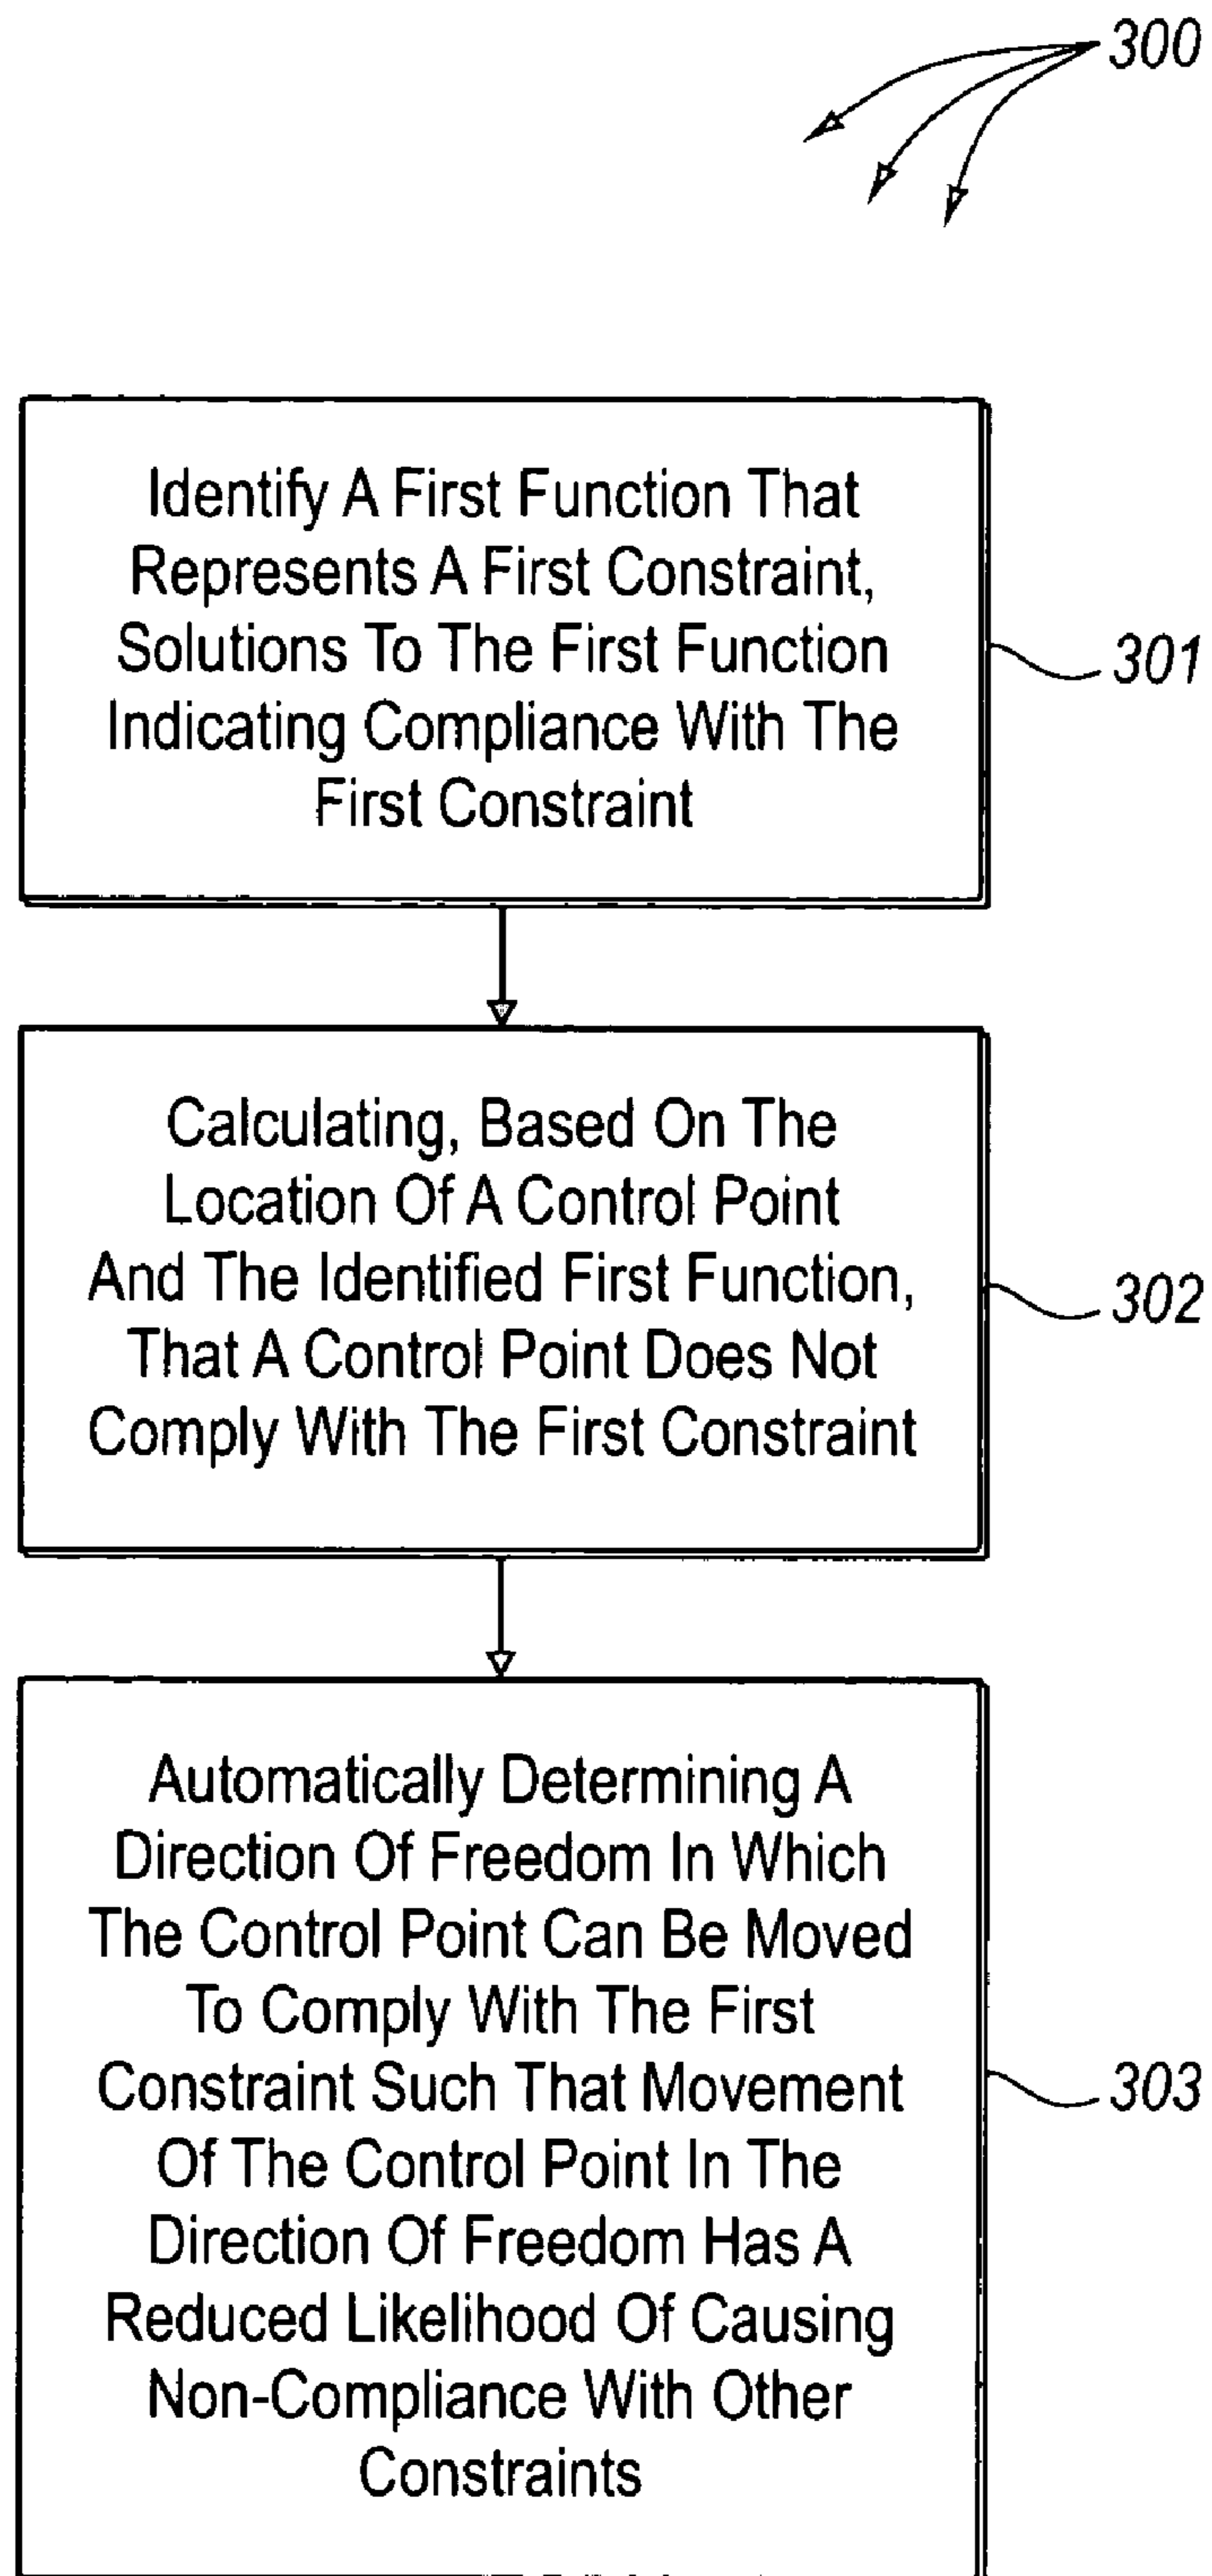 300
Identify A First Function That
Represents A First Constraint,
Solutions To The First Function
Indicating Compliance With The
First Constraint
301
Calculating, Based On The
Location Of A Control Point
And The Identified First Function,
That A Control Point Does Not
Comply With The First Constraint
302
Automatically Determining A
Direction Of Freedom In Which
The Control Point Can Be Moved
To Comply With The First
Constraint Such That Movement
Of The Control Point In The
Direction Of Freedom Has A
Reduced Likelihood Of Causing
Non-Compliance With Other
Constraints
303